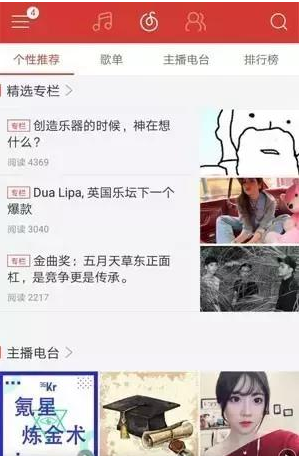 4
个性推荐 歌单 主播电台 排行榜
精选专栏
专栏 创造乐器的时候，神在想
什么？
阅读 4369
专栏 Dua Lipa, 英国乐坛下一个
爆款
阅读 3040
专栏 金曲奖：五月天草东正面
杠，是竞争更是传承。
阅读 2217
主播电台
36Kr
氪星
炼金术